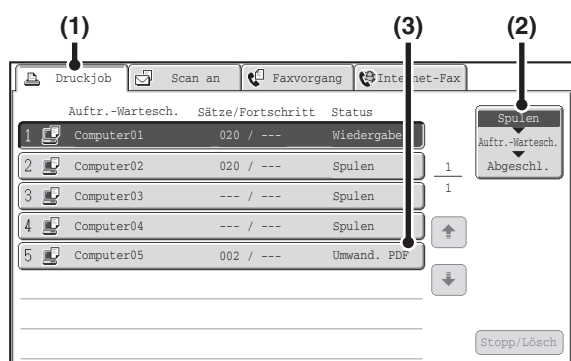 (1) (3) (2)
Druckjob Scan an Faxvorgang Internet-Fax
Auftr.-Wartesch. Sätze/Fortschritt Status
1 Computer01 020 / --- Wiedergabe
2 Computer02 020 / --- Spulen
3 Computer03 --- / --- Spulen
4 Computer04 --- / --- Spulen
5 Computer05 002 / --- Umwand. PDF
1
1
Spulen
Auftr.-Wartesch.
Abgeschl.
Stopp/Lösch